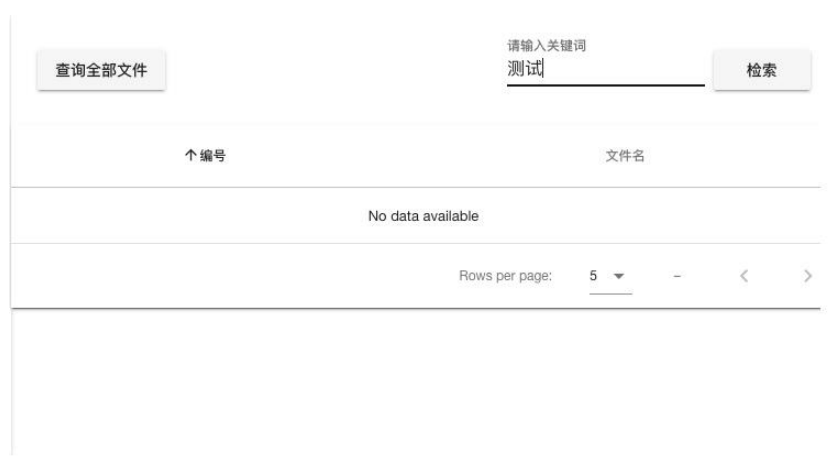 请输入关键词
查询全部文件
测试
检索
↑编号 文件名
No data available
Rows per page: 5 –